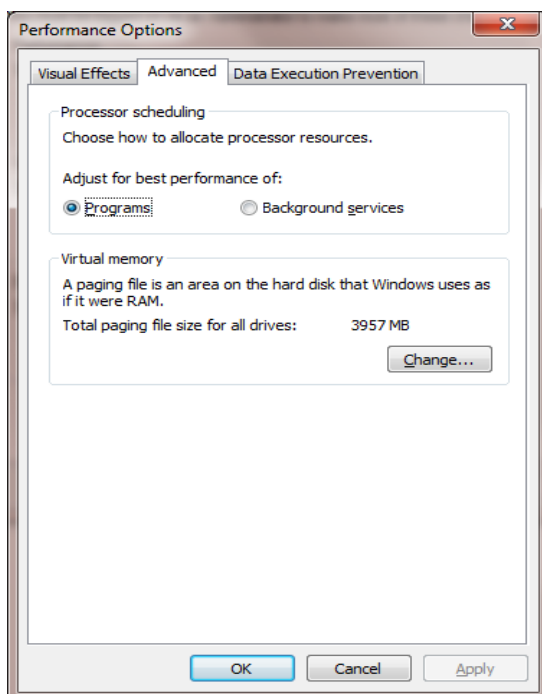 Performance Options
Visual Effects Advanced Data Execution Prevention
Processor scheduling
Choose how to allocate processor resources.
Adjust for best performance of:
Programs Background services
Virtual memory
A paging file is an area on the hard disk that Windows uses as
if it were RAM.
Total paging file size for all drives: 3957 MB
Change...
OK Cancel Apply